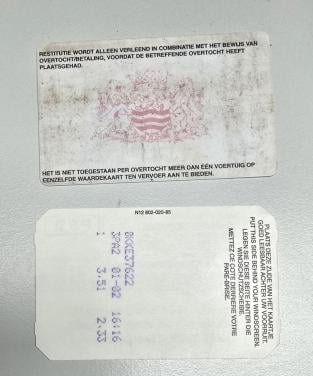 RESTITUTIE WORDT ALLEEN VERLEEND IN COMBINATIE MET HET BEWIJS VAN
OVERTOCHT/BETALING, VOORDAT DE BETREFFENDE OVERTOCHT HEEFT
PLAATSGEHAD.
HET IS NIET TOEGESTAAN PER OVERTOCHT MEER DAN ÉÉN VOERTUIG OP
EENZELFDE WAARDEKAART TEN VERVOER AAN TE BIEDEN.
N12 802-020-85
PLAATS DEZE ZIJDE VAN HET KAARTJE
GOED LEESBAAR ACHTER UW VOORRUIT.
PUT THIS SIDE BEHIND YOUR WINDSCREEN.
LEGEN SIE DIESE SEITE HINTER DIE
WINDSCHUTZSCHEIBE.
METTEZ CE COTÉ DERRIERE VOTRE
PARE-BRISE.
8KKE37622
3PA2 01-02 16:16
1 3.51 2.33